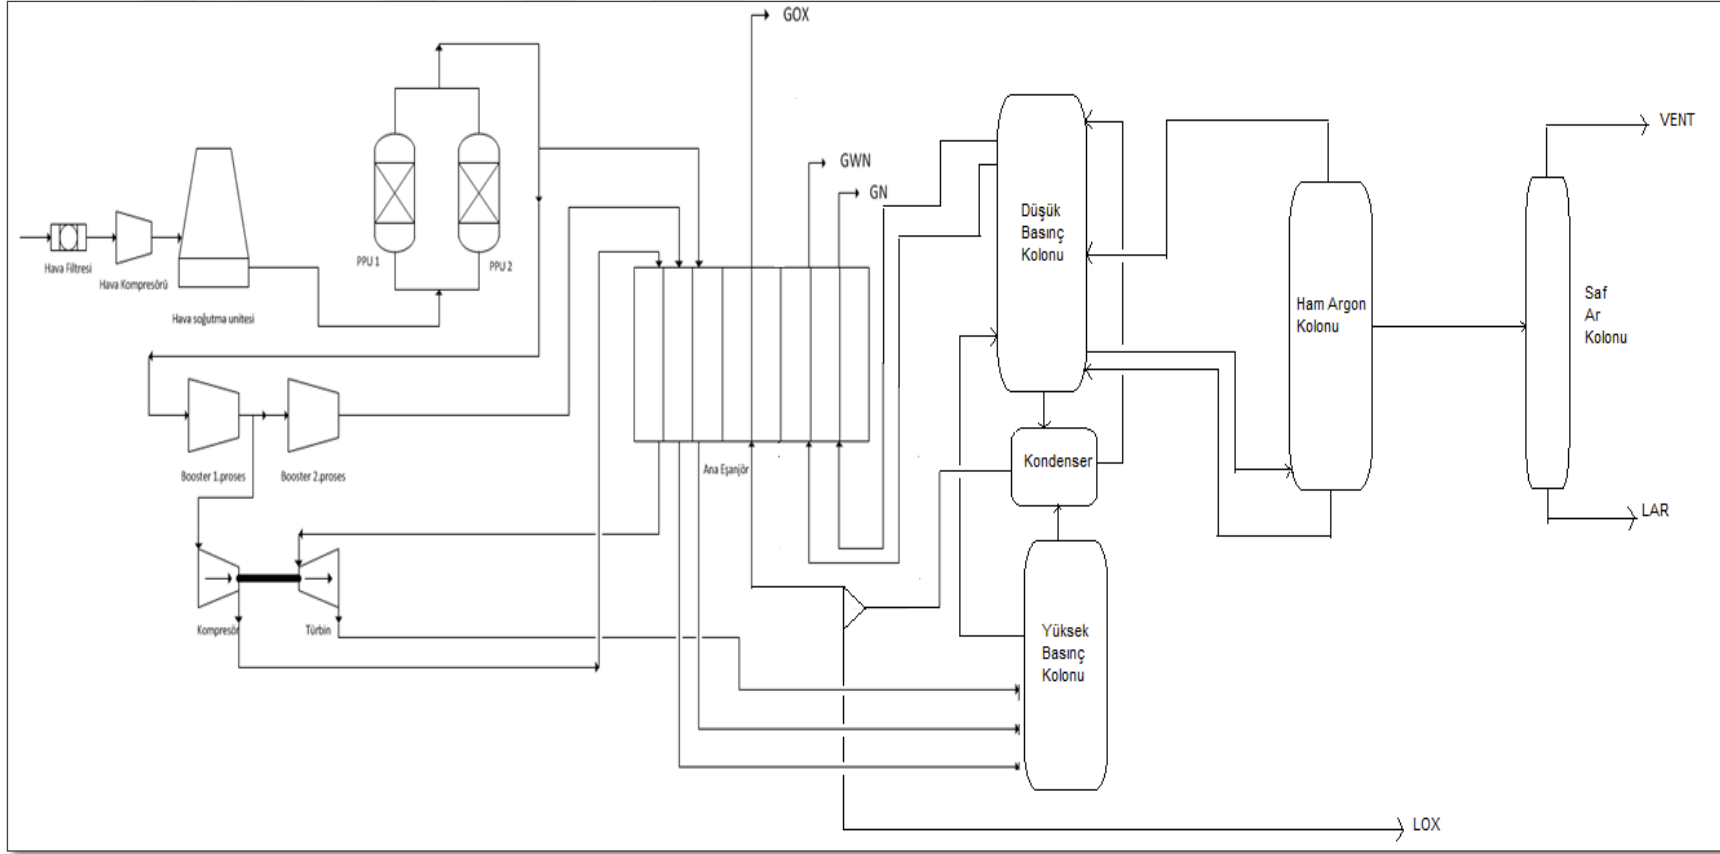 GOX
GWN
GN
VENT
PPU 1
PPU 2
Hava Filtresi
Hava Kompresörü
Hava soğutma unitesi
Düşük
Basınç
Kolonu
Ham Argon
Kolonu
Saf
Ar
Kolonu
Booster 1.proses
Booster 2.proses
Ana Eşanjör
Kondenser
LAR
Kompresör
Türbin
Yüksek
Basınç
Kolonu
LOX